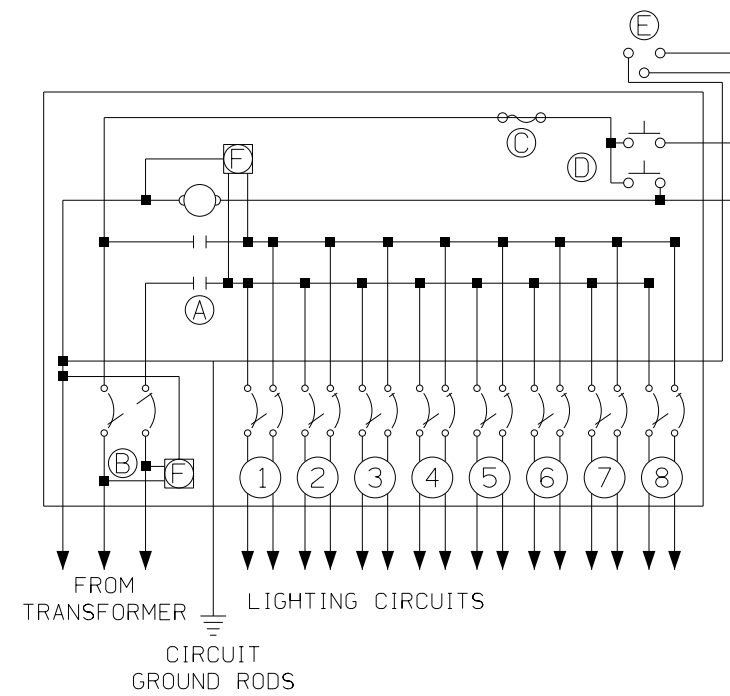 E
C
D
F
A
B
F
1 2 3 4 5 6 7 8
FROM
TRANSFORMER
LIGHTING CIRCUITS
CIRCUIT
GROUND RODS